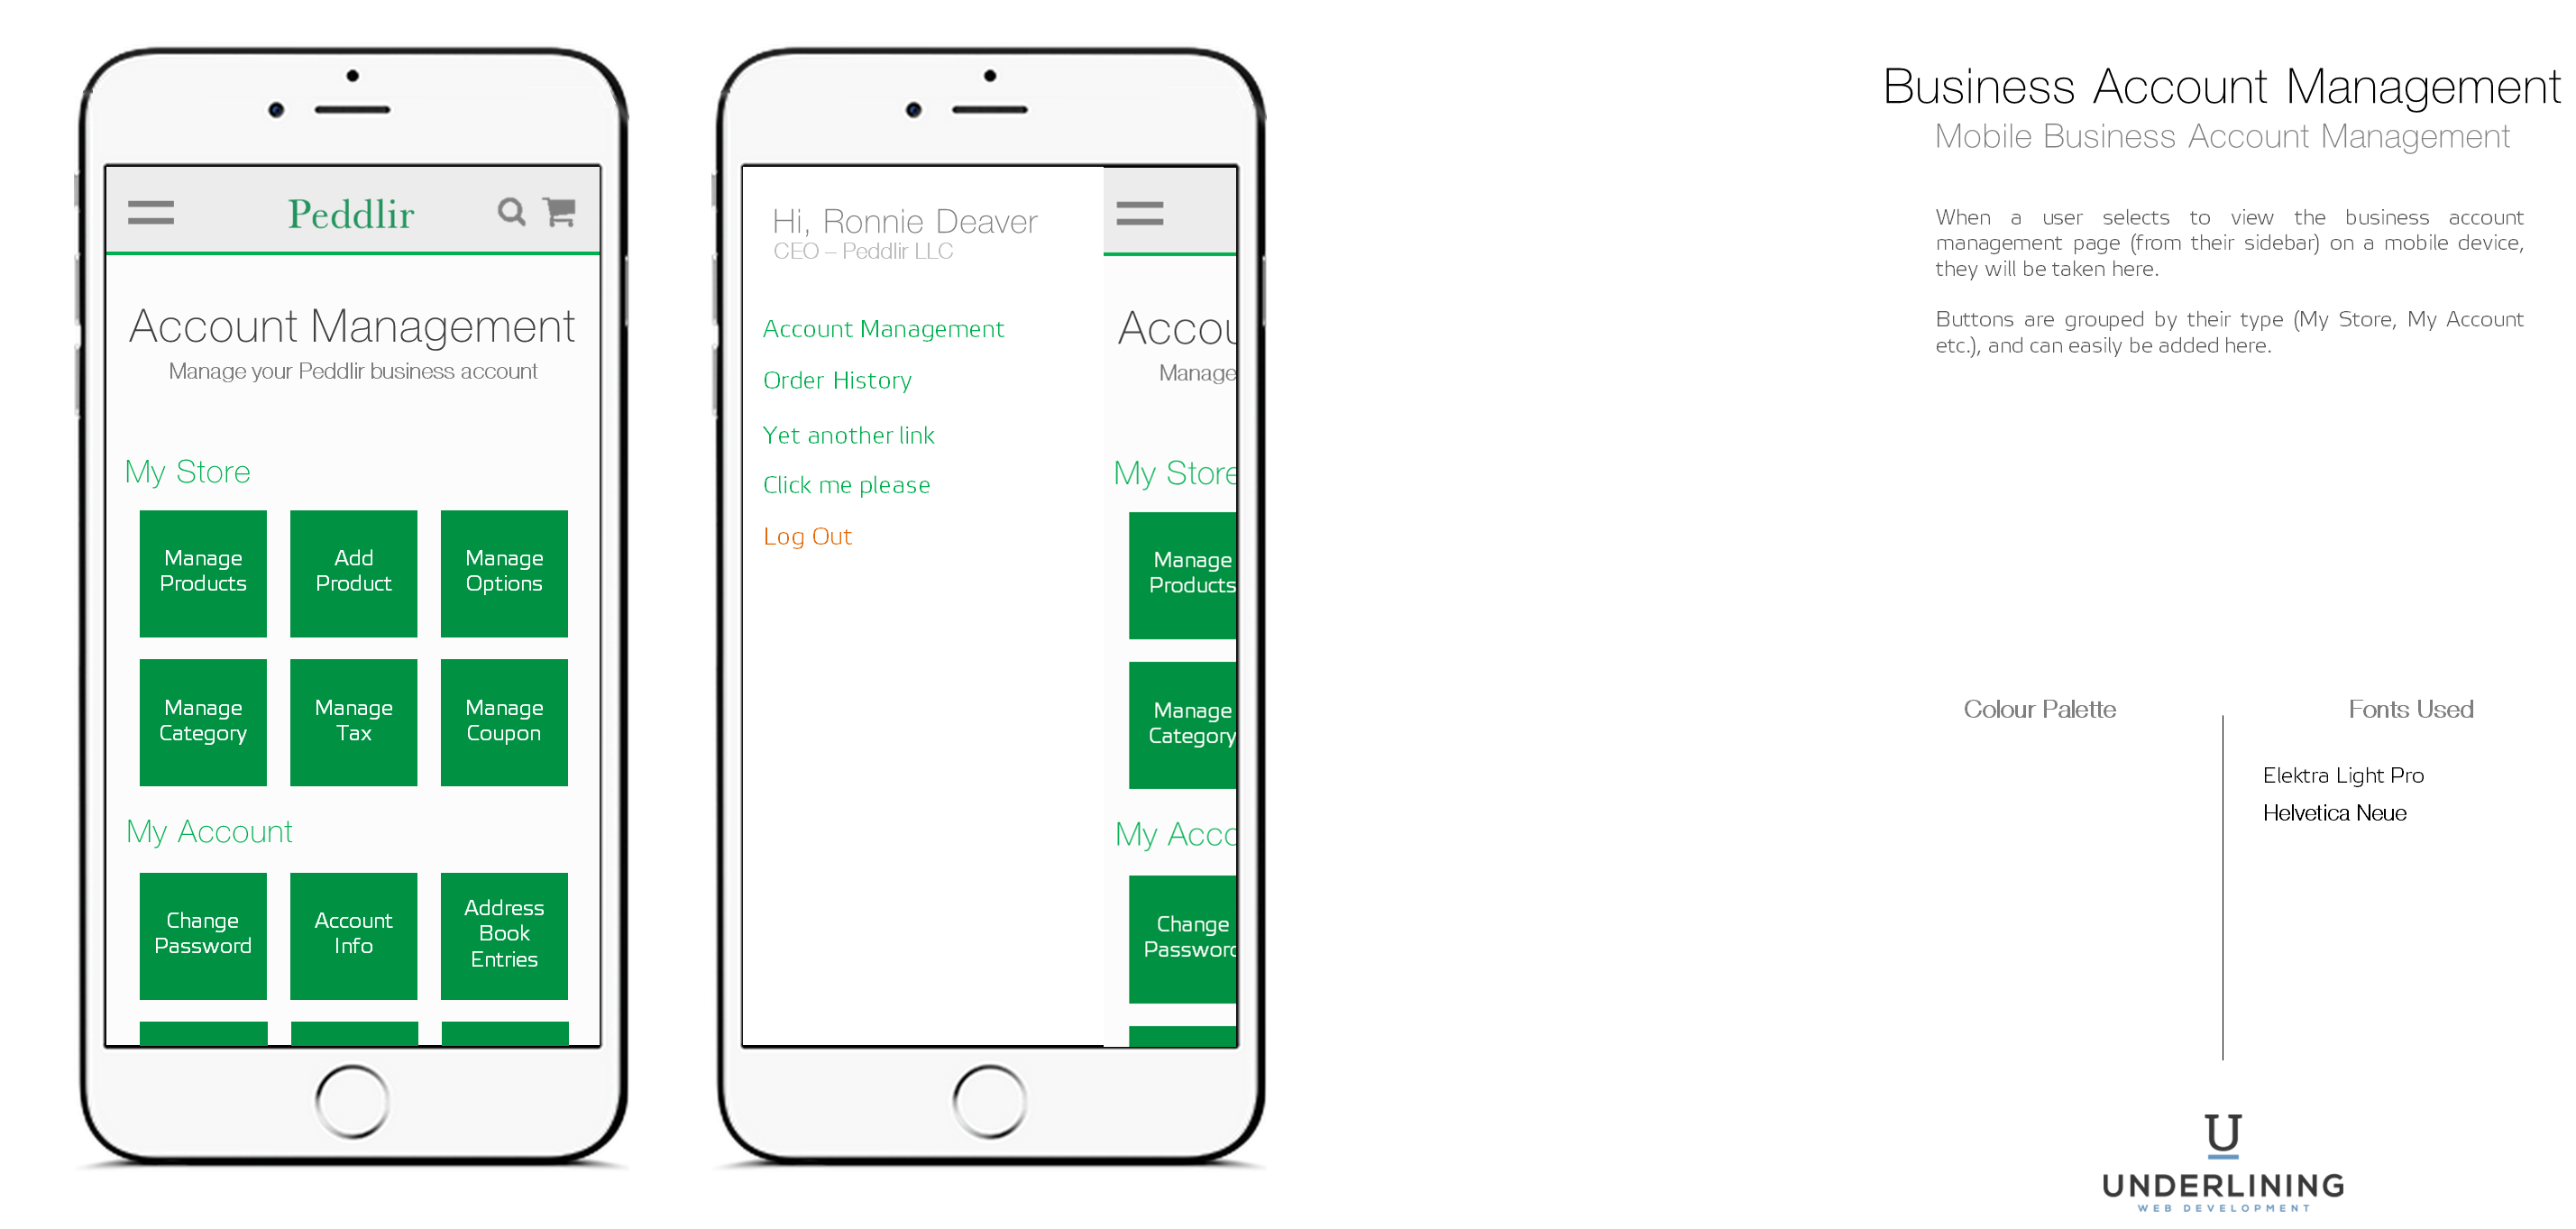 Peddlir
Account Management
Manage your Peddlir business account
My Store
Manage
Products
Add
Product
Manage
Options
Manage
Category
Manage
Tax
Manage
Coupon
My Account
Change
Password
Account
Info
Address
Book
Entries
Hi, Ronnie Deaver
CEO – Peddlir LLC
Account Management
Order History
Yet another link
Click me please
Log Out
Accou
Manage
My Store
Manage
Products
Manage
Category
My Acco
Change
Password
Business Account Management
Mobile Business Account Management
When a user selects to view the business account
management page (from their sidebar) on a mobile device,
they will be taken here.
Buttons are grouped by their type (My Store, My Account
etc.), and can easily be added here.
Colour Palette
Fonts Used
Elektra Light Pro
Helvetica Neue
U
UNDERLINING
WEB DEVELOPMENT